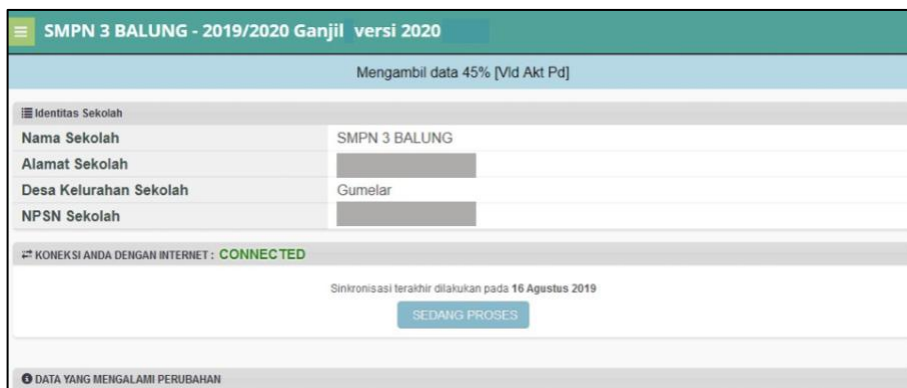 SMPN 3 BALUNG - 2019/2020 Ganjil versi 2020
Mengambil data 45% [Vld Akt Pd]
Identitas Sekolah
Nama Sekolah SMPN 3 BALUNG
Alamat Sekolah
Desa Kelurahan Sekolah Gumelar
NPSN Sekolah
KONEKSI ANDA DENGAN INTERNET : CONNECTED
Sinkronisasi terakhir dilakukan pada 16 Agustus 2019
SEDANG PROSES
DATA YANG MENGALAMI PERUBAHAN